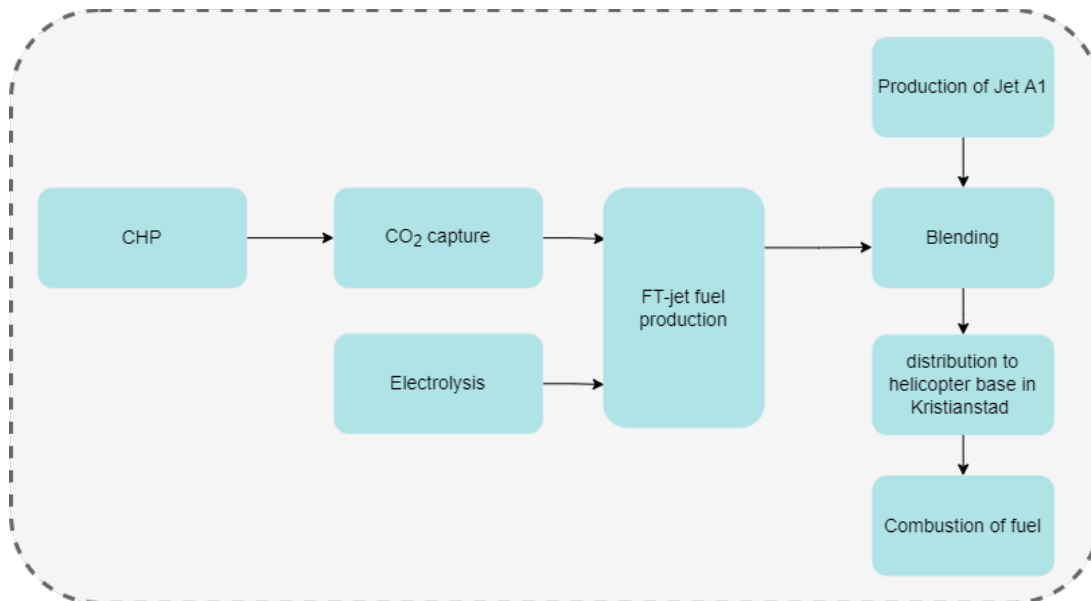 Production of Jet A1
CHP
CO₂ capture
Blending
FT-jet fuel
production
Electrolysis
distribution to
helicopter base in
Kristianstad
Combustion of fuel